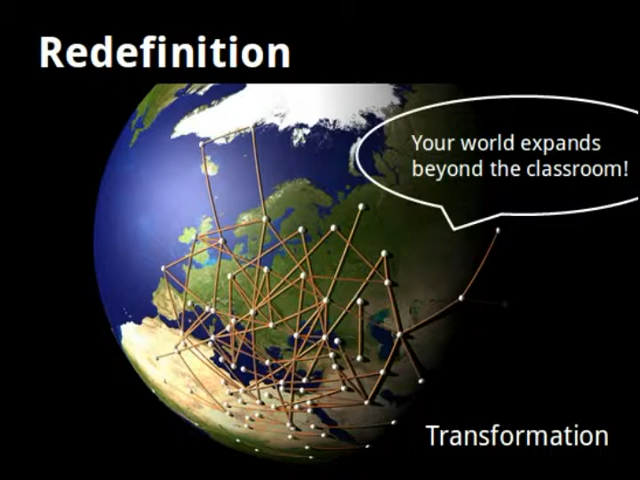 Redefinition
Your world expands
beyond the classroom!
Transformation